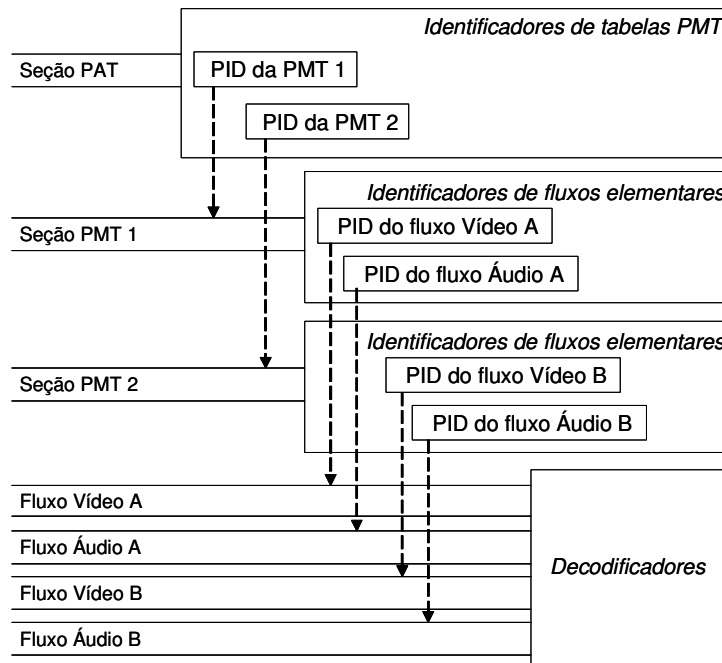 Identificadores de tabelas PMT
Seção PAT
PID da PMT 1
PID da PMT 2
Identificadores de fluxos elementares
Seção PMT 1
PID do fluxo Vídeo A
PID do fluxo Áudio A
Identificadores de fluxos elementares
Seção PMT 2
PID do fluxo Vídeo B
PID do fluxo Áudio B
Fluxo Vídeo A
Fluxo Áudio A
Fluxo Vídeo B
Fluxo Áudio B
Decodificadores